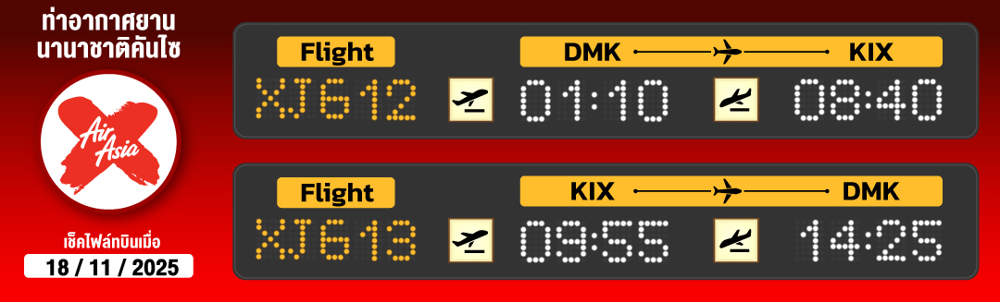 ท่าอากาศยาน
นานาชาติคันไซ
Air
Asia
เช็คไฟล์ทบินเมื่อ
18 / 11 / 2025
Flight DMK KIX
XJ612 01:10 08:40
Flight KIX DMK
XJ613 09:55 14:25